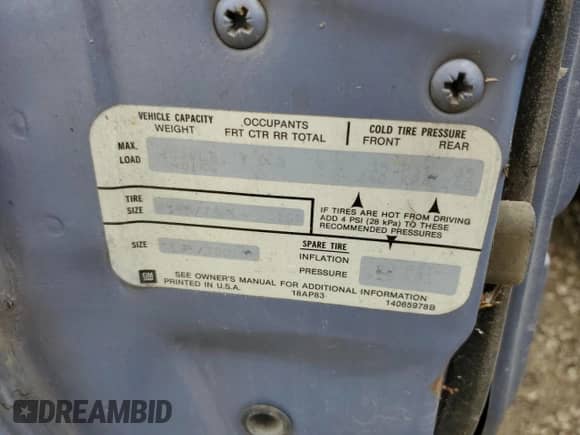 VEHICLE CAPACITY WEIGHT
OCCUPANTS
FRT CTR RR TOTAL
COLD TIRE PRESSURE
FRONT REAR
MAX.
LOAD
TIRE
SIZE
IF TIRES ARE HOT FROM DRIVING
ADD 4 PSI (28 kPa) TO THESE
RECOMMENDED PRESSURES
SIZE
SPARE TIRE
INFLATION
PRESSURE
GM
SEE OWNER'S MANUAL FOR ADDITIONAL INFORMATION
PRINTED IN U.S.A. 18AP83 14065978B
DREAMBID